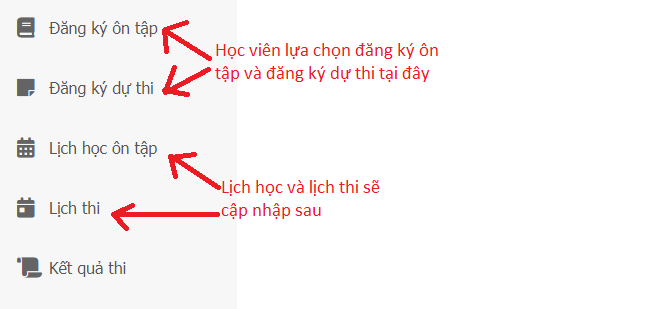 Đăng ký ôn tập
Học viên lựa chọn đăng ký ôn
tập và đăng ký dự thi tại đây
Đăng ký dự thi
Lịch học ôn tập
Lịch học và lịch thi sẽ
cập nhập sau
Lịch thi
Kết quả thi